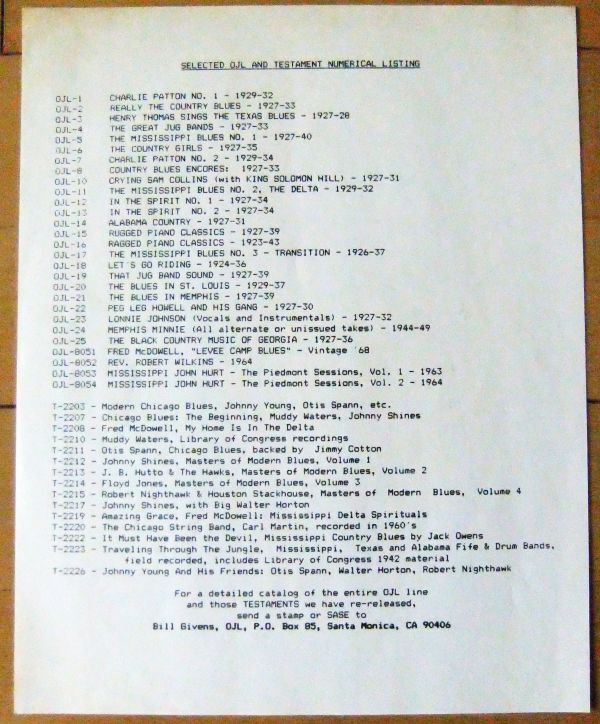 SELECTED OJL AND TESTAMENT NUMERICAL LISTING
OJL-1 CHARLIE PATTON NO. 1 - 1929-32
OJL-2 REALLY THE COUNTRY BLUES - 1927-33
OJL-3 HENRY THOMAS SINGS THE TEXAS BLUES - 1927-28
OJL-4 THE GREAT JUG BANDS - 1927-33
OJL-5 THE MISSISSIPPI BLUES NO. 1 - 1927-40
OJL-6 THE COUNTRY GIRLS - 1927-35
OJL-7 CHARLIE PATTON NO. 2 - 1929-34
OJL-8 COUNTRY BLUES ENCORES: 1927-33
OJL-10 CRYING SAM COLLINS (with KING SOLOMON HILL) - 1927-31
OJL-11 THE MISSISSIPPI BLUES NO. 2, THE DELTA - 1929-32
OJL-12 IN THE SPIRIT NO. 1 - 1927-34
OJL-13 IN THE SPIRIT NO. 2 - 1927-34
OJL-14 ALABAMA COUNTRY - 1927-31
OJL-15 RUGGED PIANO CLASSICS - 1927-39
OJL-16 RAGGED PIANO CLASSICS - 1923-43
OJL-17 THE MISSISSIPPI BLUES NO. 3 - TRANSITION - 1926-37
OJL-18 LET'S GO RIDING - 1924-36
OJL-19 THAT JUG BAND SOUND - 1927-39
OJL-20 THE BLUES IN ST. LOUIS - 1929-37
OJL-21 THE BLUES IN MEMPHIS - 1927-39
OJL-22 PEG LEG HOWELL AND HIS GANG - 1927-30
OJL-23 LONNIE JOHNSON (Vocals and Instrumentals) - 1927-32
OJL-24 MEMPHIS MINNIE (All alternate or unissued takes) - 1944-49
OJL-25 THE BLACK COUNTRY MUSIC OF GEORGIA - 1927-36
OJL-8051 FRED McDOWELL, "LEVEE CAMP BLUES" - Vintage '68
OJL-8052 REV. ROBERT WILKINS - 1964
OJL-8053 MISSISSIPPI JOHN HURT - The Piedmont Sessions, Vol. 1 - 1963
OJL-8054 MISSISSIPPI JOHN HURT - The Piedmont Sessions, Vol. 2 - 1964
T-2203 - Modern Chicago Blues, Johnny Young, Otis Spann, etc.
T-2207 - Chicago Blues: The Beginning, Muddy Waters, Johnny Shines
T-2208 - Fred McDowell, My Home Is In The Delta
T-2210 - Muddy Waters, Library of Congress recordings
T-2211 - Otis Spann, Chicago Blues, backed by Jimmy Cotton
T-2212 - Johnny Shines, Masters of Modern Blues, Volume 1
T-2213 - J. B. Hutto & The Hawks, Masters of Modern Blues, Volume 2
T-2214 - Floyd Jones, Masters of Modern Blues, Volume 3
T-2215 - Robert Nighthawk & Houston Stackhouse, Masters of Modern Blues, Volume 4
T-2217 - Johnny Shines, with Big Walter Horton
T-2219 - Amazing Grace, Fred McDowell: Mississippi Delta Spirituals
T-2220 - The Chicago String Band, Carl Martin, recorded in 1960's
T-2222 - It Must Have Been the Devil, Mississippi Country Blues by Jack Owens
T-2223 - Traveling Through The Jungle, Mississippi, Texas and Alabama Fife & Drum Bands,
field recorded, includes Library of Congress 1942 material
T-2226 - Johnny Young And His Friends: Otis Spann, Walter Horton, Robert Nighthawk
For a detailed catalog of the entire OJL line
and those TESTAMENTS we have re-released,
send a stamp or SASE to
Bill Givens, OJL, P.O. Box 85, Santa Monica, CA 90406